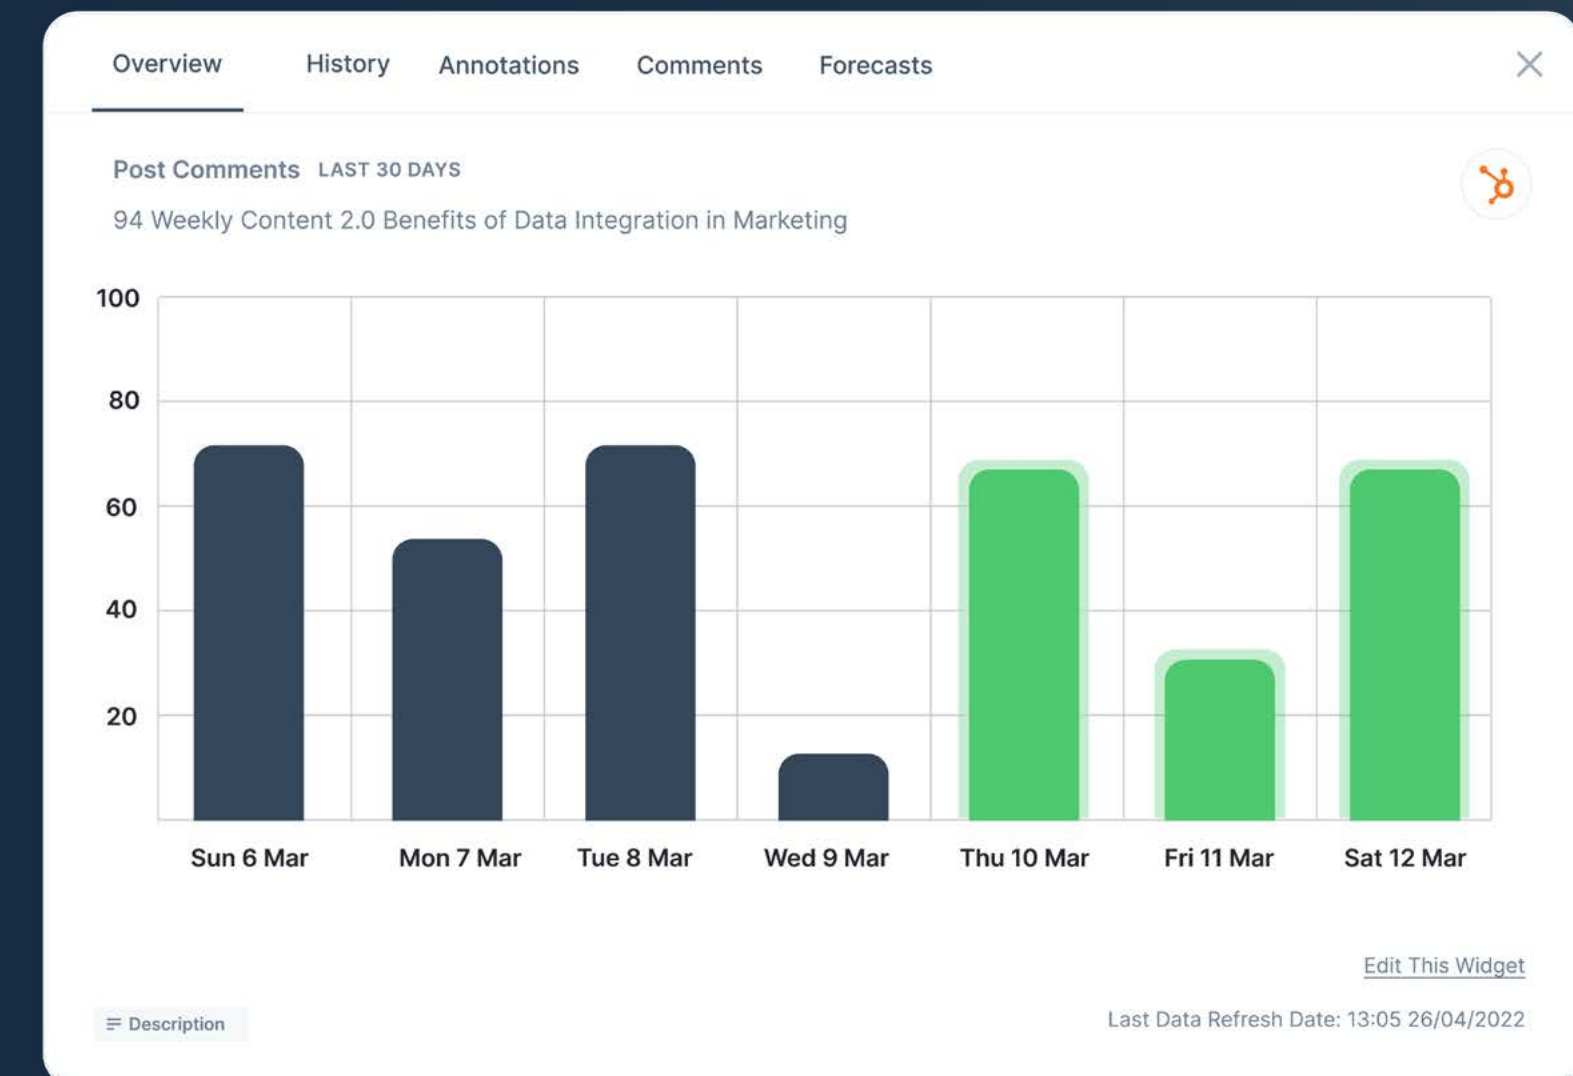 Overview History Annotations Comments Forecasts
Post Comments LAST 30 DAYS
94 Weekly Content 2.0 Benefits of Data Integration in Marketing
100
80
60
40
20
Sun 6 Mar Mon 7 Mar Tue 8 Mar Wed 9 Mar Thu 10 Mar Fri 11 Mar Sat 12 Mar
Edit This Widget
Description
Last Data Refresh Date: 13:05 26/04/2022